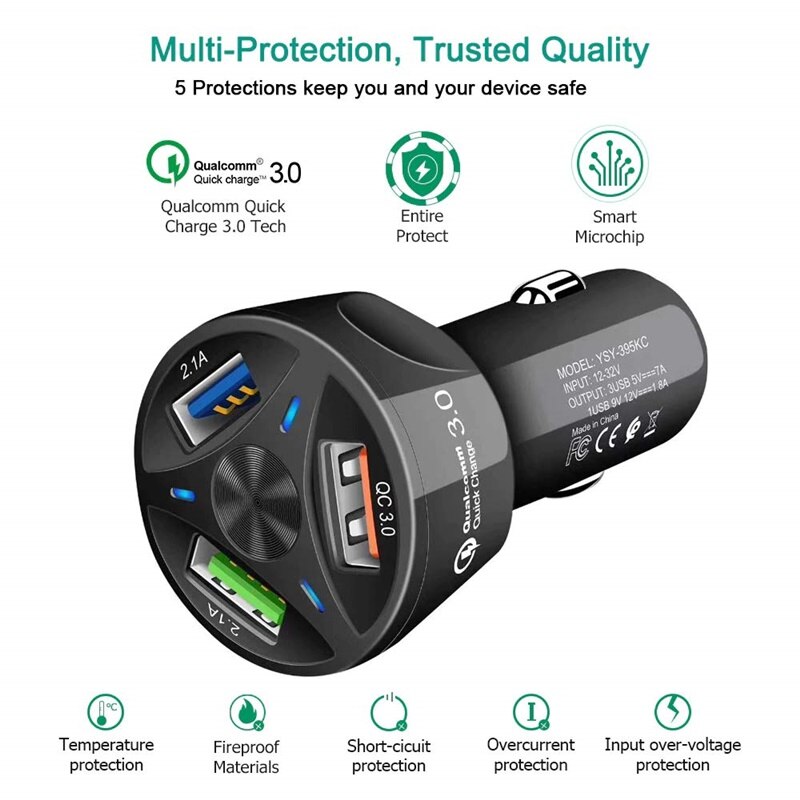 Multi-Protection, Trusted Quality
5 Protections keep you and your device safe
Qualcomm® 3.0
Quick charge™
Qualcomm Quick
Charge 3.0 Tech
Entire
Protect
Smart
Microchip
2.1A
QC 3.0
2.1A
Qualcomm 3.0
Quick Change
MODEL: YSY-395KC
INPUT: 12-32V
OUTPUT: 3USB 5V⎓7A
1USB 9V 12V⎓1.8A
Made in China
FC CE
°C
Temperature
protection
Fireproof
Materials
Short-cicuit
protection
I
Overcurrent
protection
Input over-voltage
protection